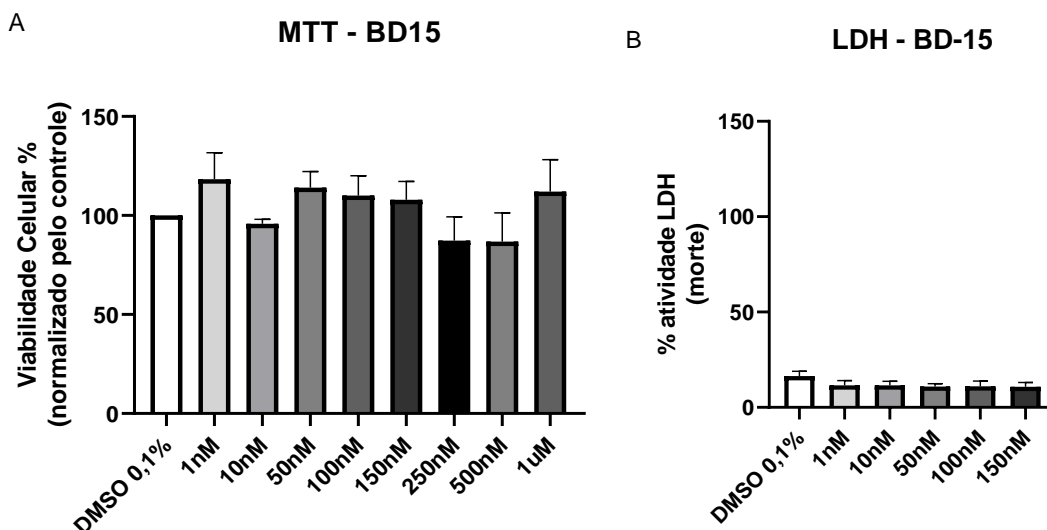 A
MTT - BD15
Viabilidade Celular %
(normalizado pelo controle)
150
100
50
0
DMSO 0,1%
1nM
10nM
50nM
100nM
150nM
250nM
500nM
1uM
B
LDH - BD-15
% atividade LDH
(morte)
150
100
50
0
DMSO 0,1%
1nM
10nM
50nM
100nM
150nM